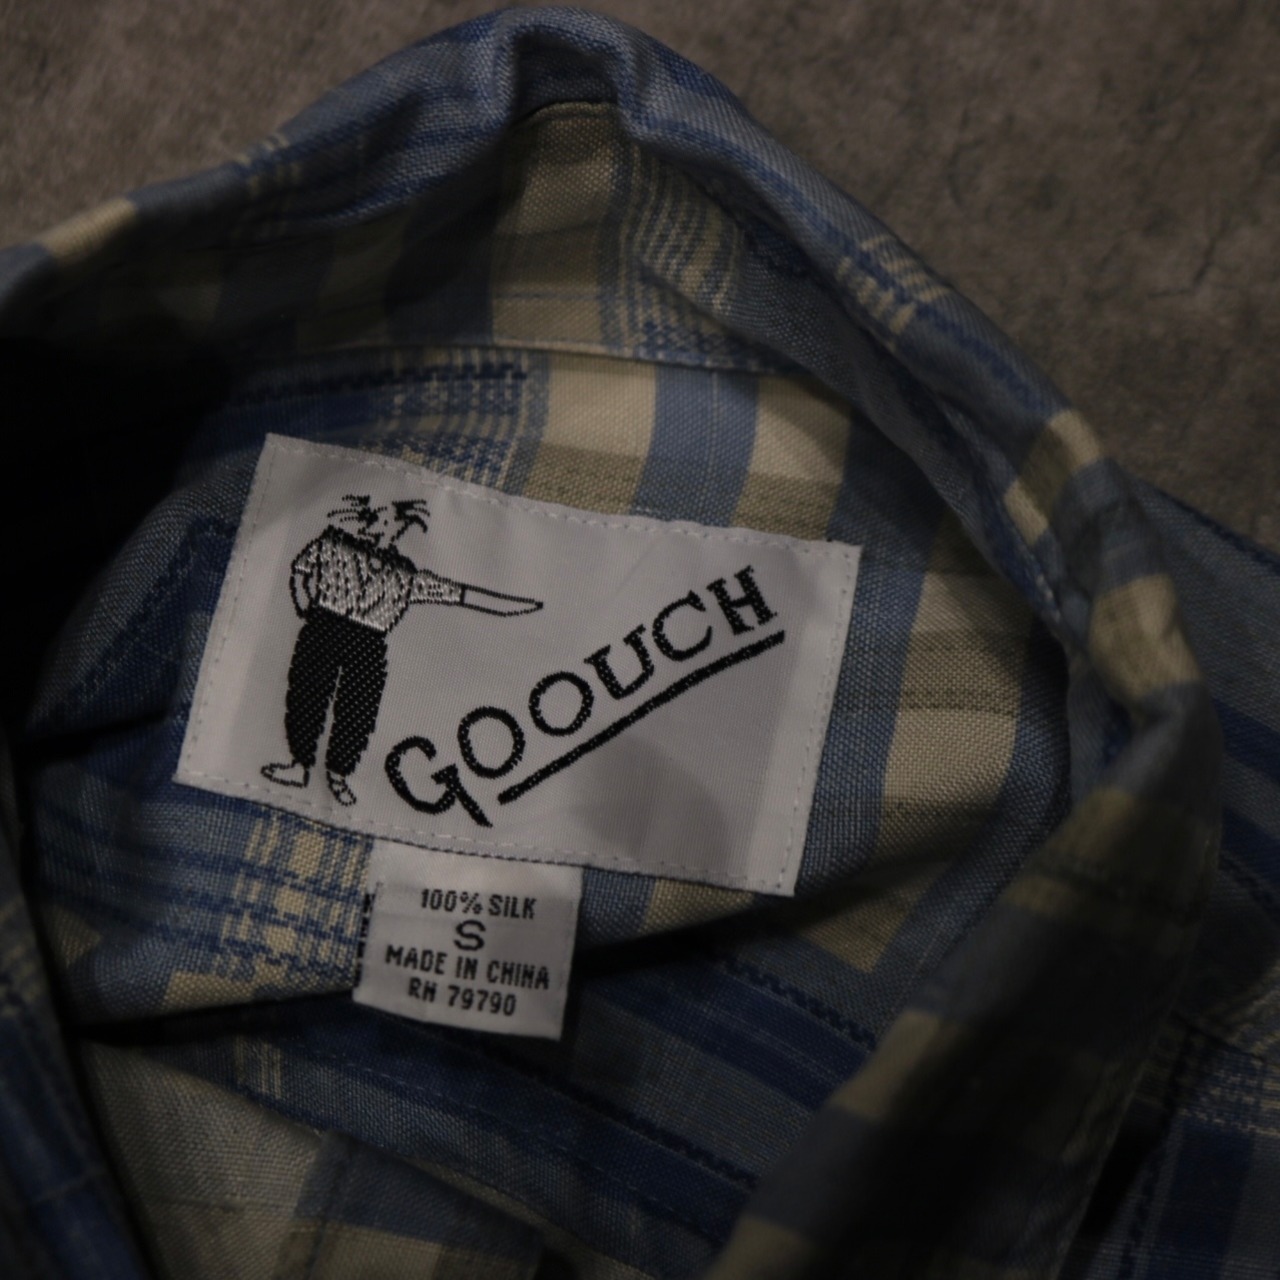 GOOUCH
100% SILK
S
MADE IN CHINA
RN 79790